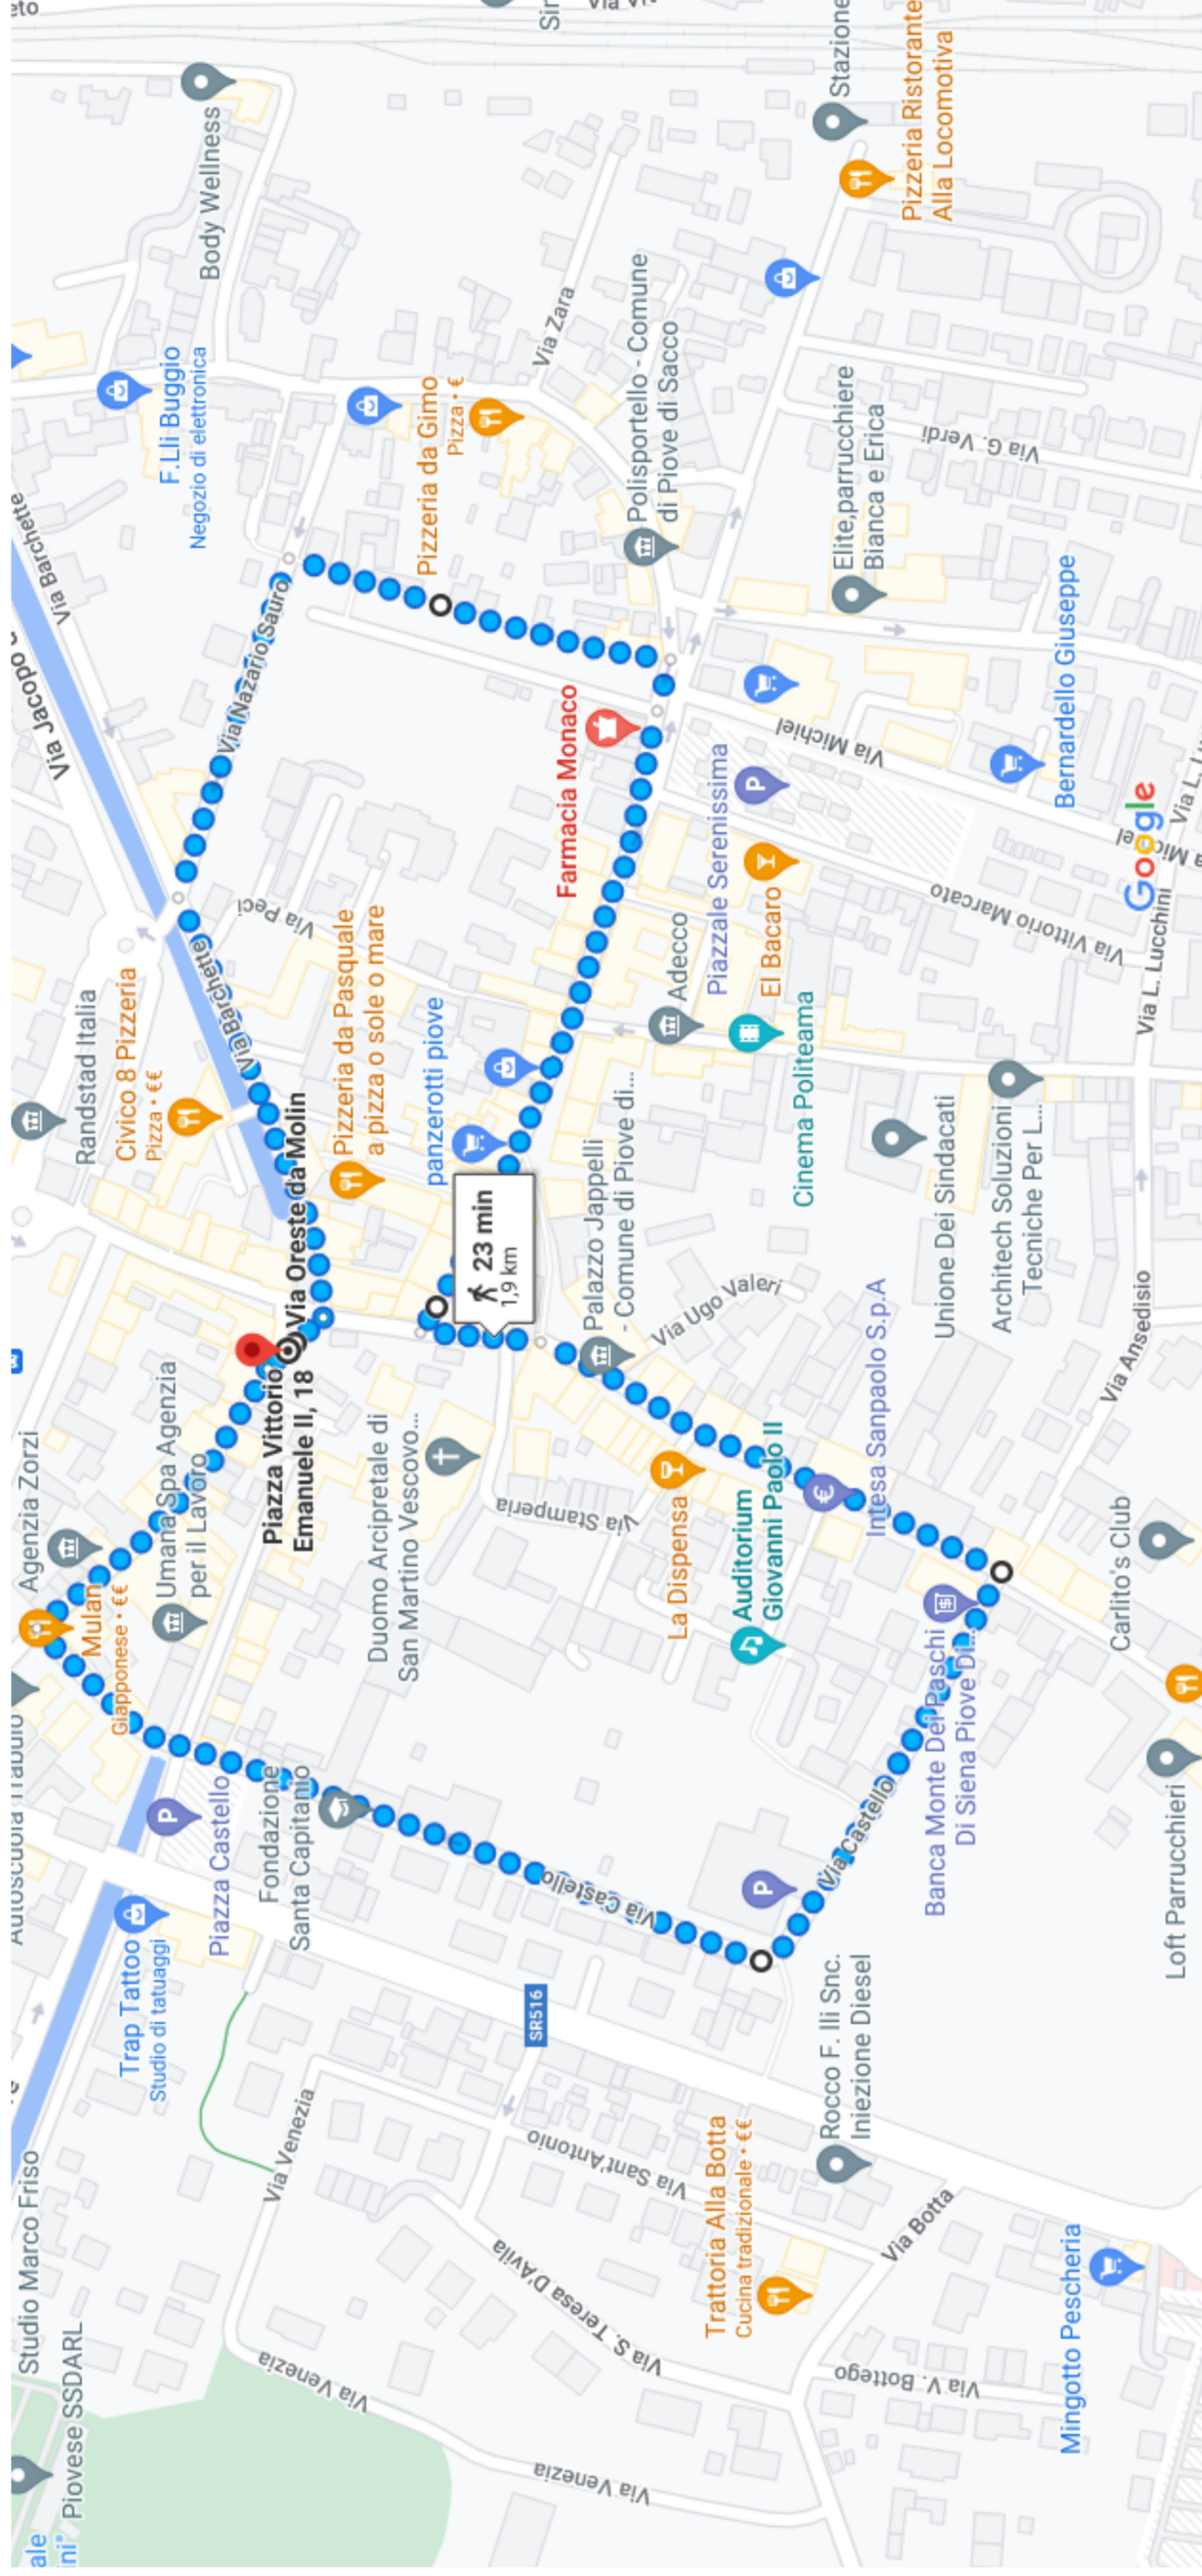 Studio Marco Friso
Piovese SSDARL
Trap Tattoo
Studio di tatuaggi
Piazza Castello
Fondazione
Santa Capitanio
Agenzia Zorzi
Mulan
Giapponese • €€
Umana Spa Agenzia
per il Lavoro
Piazza Vittorio
Emanuele II, 18
Via Oreste da Molin
Randstad Italia
Civico 8 Pizzeria
Pizza • €€
Via Barchette
Via Peci
Via Nazario Sauro
Via Barchette
F.Lli Buggio
Negozio di elettronica
Body Wellness
Via Venezia
Via Venezia
Via Venezia
Via S. Teresa D'Avila
Via Sant'Antonio
SR516
Via Castello
Duomo Arcipretale di
San Martino Vescovo...
Via Stamperia
Pizzeria da Pasquale
a pizza o sole o mare
panzerotti piove
23 min
1,9 km
Farmacia Monaco
Pizzeria da Gimo
Pizza • €
Via Zara
Polisportello - Comune
di Piove di Sacco
Trattoria Alla Botta
Cucina tradizionale • €€
Rocco F. lli Snc.
Iniezione Diesel
Via Botta
Via V. Bottego
Mingotto Pescheria
Via Castello
La Dispensa
Auditorium
Giovanni Paolo II
Palazzo Jappelli
- Comune di Piove di...
Via Ugo Valeri
Adecco
Piazzale Serenissima
El Bacaro
Cinema Politeama
Via Michiel
Via Vittorio Marcato
Elite,parrucchiere
Bianca e Erica
Via G. Verdi
Stazione
Pizzeria Ristorante
Alla Locomotiva
Banca Monte Dei Paschi
Di Siena Piove Di...
Intesa Sanpaolo S.p.A
Unione Dei Sindacati
Architech Soluzioni
Tecniche Per L...
Bernardello Giuseppe
Via Ansedisio
Via L. Lucchini
Carlito's Club
Loft Parrucchieri
Google